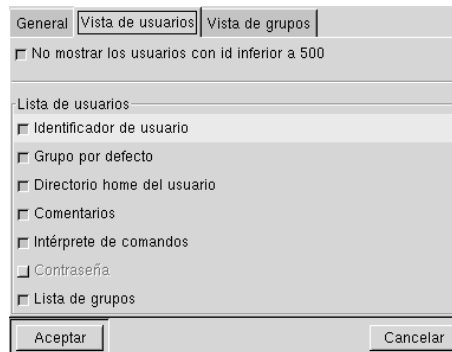 General Vista de usuarios Vista de grupos
No mostrar los usuarios con id inferior a 500
Lista de usuarios
Identificador de usuario
Grupo por defecto
Directorio home del usuario
Comentarios
Intérprete de comandos
Contraseña
Lista de grupos
Aceptar Cancelar